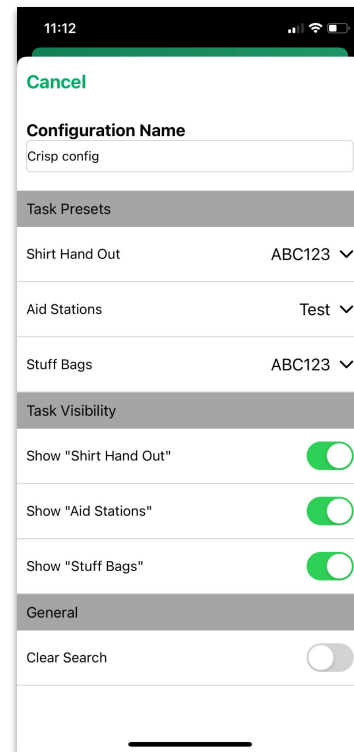 11:12
Cancel
Configuration Name
Crisp config
Task Presets
Shirt Hand Out ABC123
Aid Stations Test
Stuff Bags ABC123
Task Visibility
Show "Shirt Hand Out"
Show "Aid Stations"
Show "Stuff Bags"
General
Clear Search